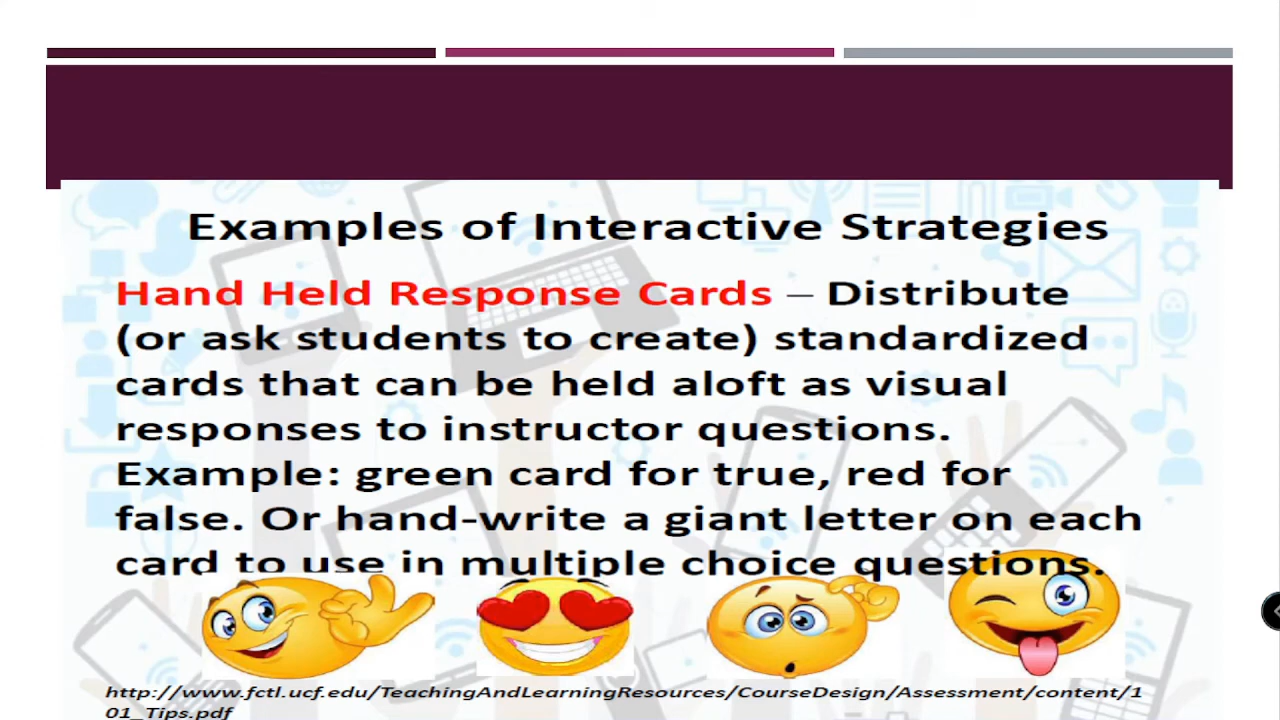 Examples of Interactive Strategies
Hand Held Response Cards – Distribute
(or ask students to create) standardized
cards that can be held aloft as visual
responses to instructor questions.
Example: green card for true, red for
false. Or hand-write a giant letter on each
card to use in multiple choice questions.
http://www.fctl.ucf.edu/TeachingAndLearningResources/CourseDesign/Assessment/content/1
01_Tips.pdf